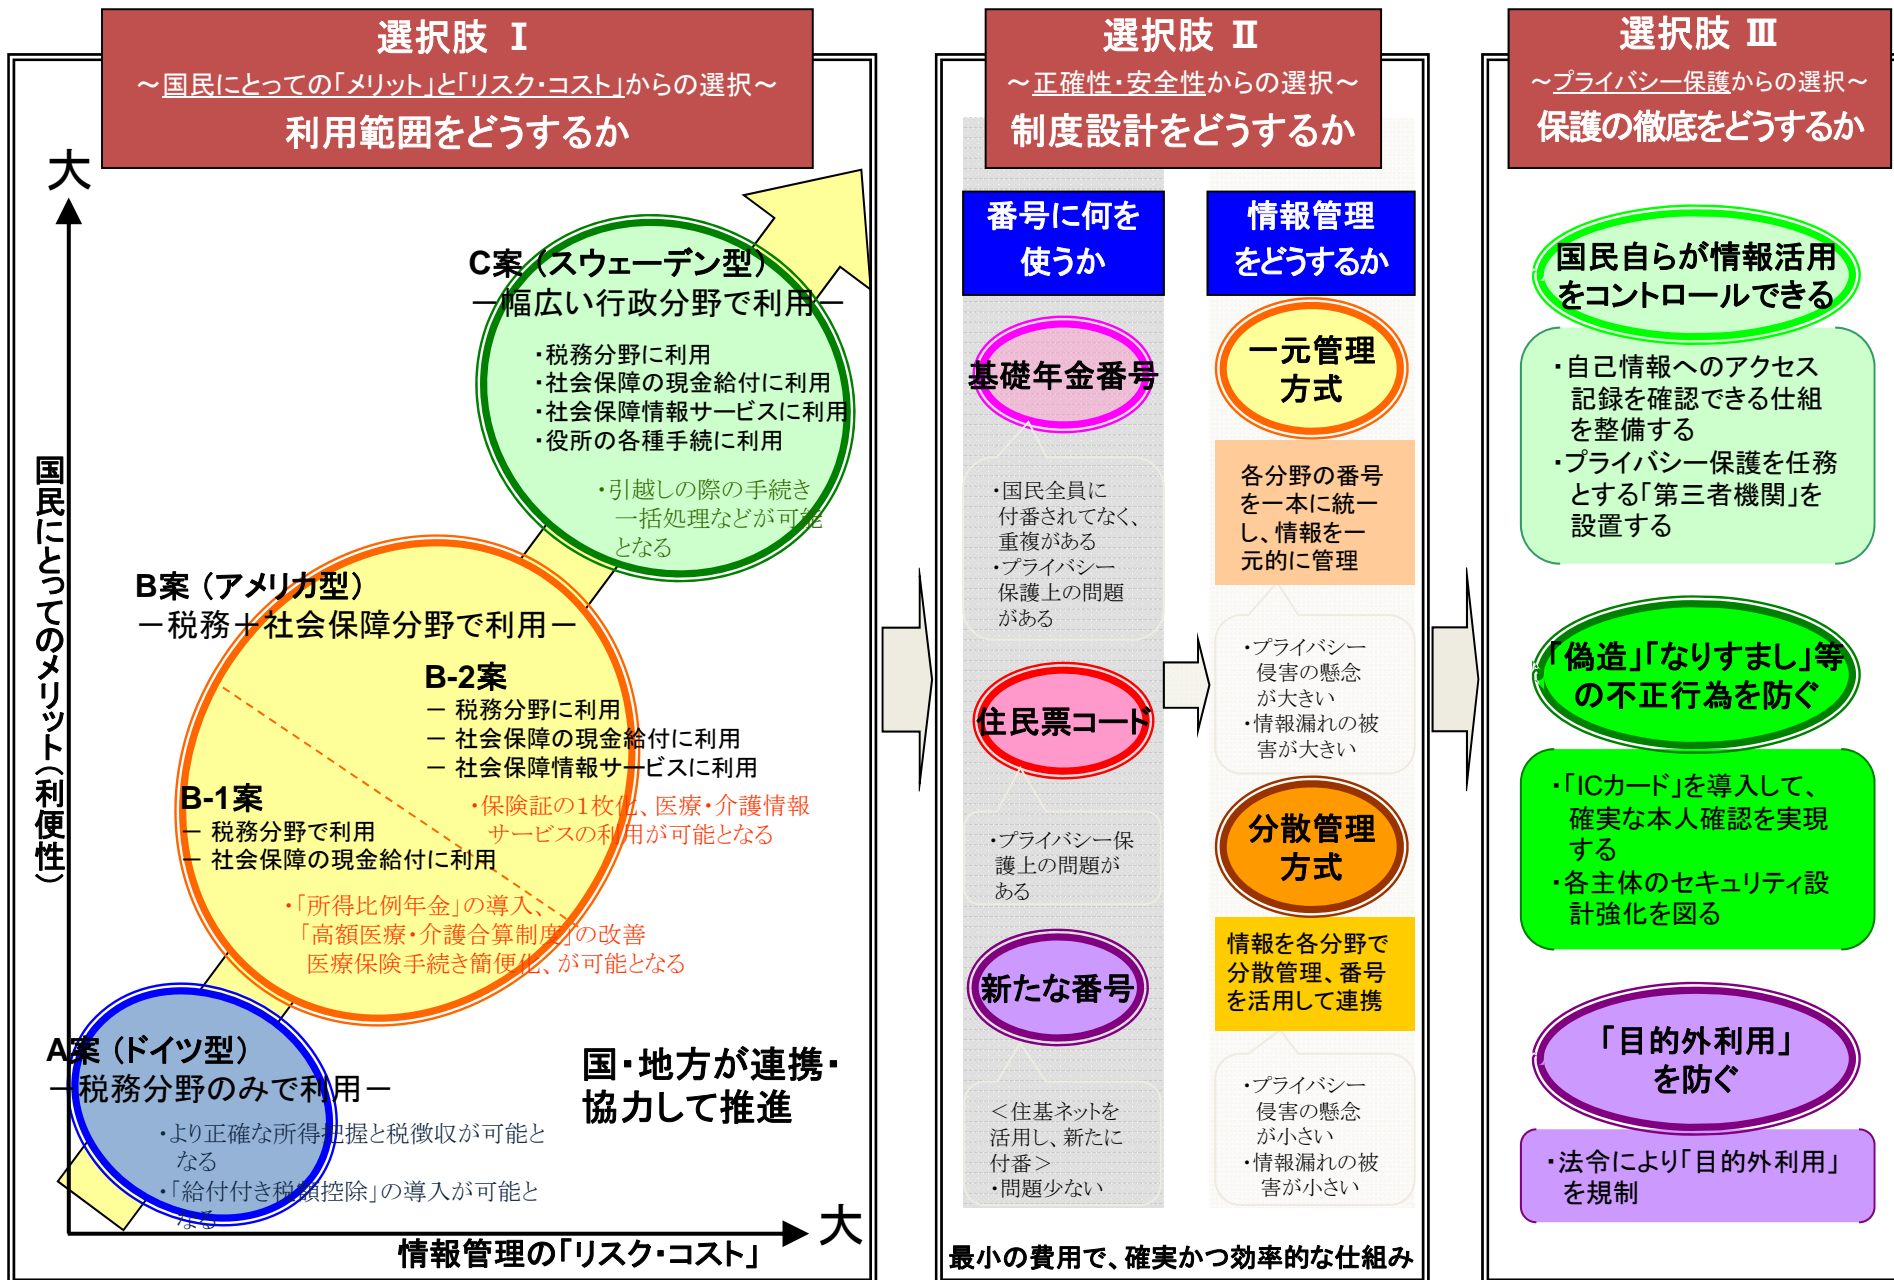 選択肢 Ⅰ
～国民にとっての「メリット」と「リスク・コスト」からの選択～
利用範囲をどうするか
大
国民にとってのメリット（利便性）
C案（スウェーデン型）
－幅広い行政分野で利用－
・税務分野に利用
・社会保障の現金給付に利用
・社会保障情報サービスに利用
・役所の各種手続に利用
・引越しの際の手続き
一括処理などが可能
となる
B案（アメリカ型）
－税務＋社会保障分野で利用－
B-2案
－ 税務分野に利用
－ 社会保障の現金給付に利用
－ 社会保障情報サービスに利用
・保険証の１枚化、医療・介護情報
サービスの利用が可能となる
B-1案
－ 税務分野で利用
－ 社会保障の現金給付に利用
・「所得比例年金」の導入、
「高額医療・介護合算制度」の改善
医療保険手続き簡便化、が可能となる
A案（ドイツ型）
－税務分野のみで利用－
・より正確な所得把握と税徴収が可能と
なる
・「給付付き税額控除」の導入が可能と
なる
国・地方が連携・
協力して推進
大
情報管理の「リスク・コスト」
選択肢 Ⅱ
～正確性・安全性からの選択～
制度設計をどうするか
番号に何を
使うか
基礎年金番号
・国民全員に
付番されてなく、
重複がある
・プライバシー
保護上の問題
がある
住民票コード
・プライバシー保
護上の問題が
ある
新たな番号
＜住基ネットを
活用し、新たに
付番＞
・問題少ない
情報管理
をどうするか
一元管理
方式
各分野の番号
を一本に統一
し、情報を一
元的に管理
・プライバシー
侵害の懸念
が大きい
・情報漏れの被
害が大きい
分散管理
方式
情報を各分野で
分散管理、番号
を活用して連携
・プライバシー
侵害の懸念
が小さい
・情報漏れの被
害が小さい
最小の費用で、確実かつ効率的な仕組み
選択肢 Ⅲ
～プライバシー保護からの選択～
保護の徹底をどうするか
国民自らが情報活用
をコントロールできる
・自己情報へのアクセス
記録を確認できる仕組
を整備する
・プライバシー保護を任務
とする「第三者機関」を
設置する
「偽造」「なりすまし」等
の不正行為を防ぐ
・「ICカード」を導入して、
確実な本人確認を実現
する
・各主体のセキュリティ設
計強化を図る
「目的外利用」
を防ぐ
・法令により「目的外利用」
を規制